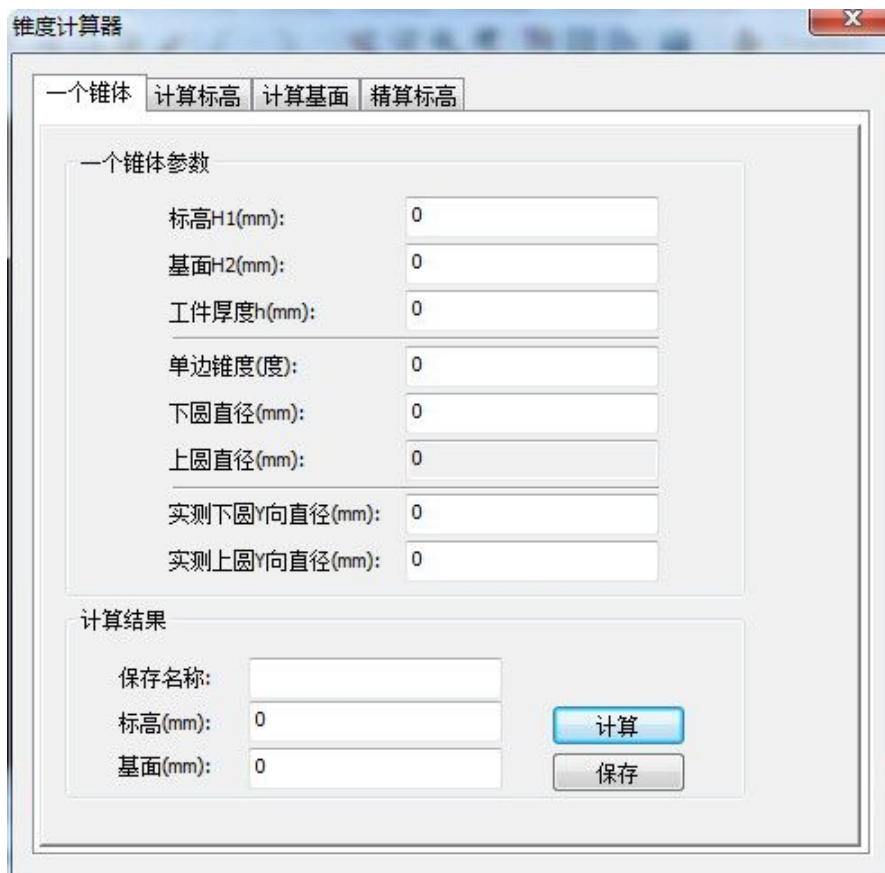 锥度计算器
一个锥体 计算标高 计算基面 精算标高
一个锥体参数
标高H1(mm): 0
基面H2(mm): 0
工件厚度h(mm): 0
单边锥度(度): 0
下圆直径(mm): 0
上圆直径(mm): 0
实测下圆Y向直径(mm): 0
实测上圆Y向直径(mm): 0
计算结果
保存名称:
标高(mm): 0 计算
基面(mm): 0 保存